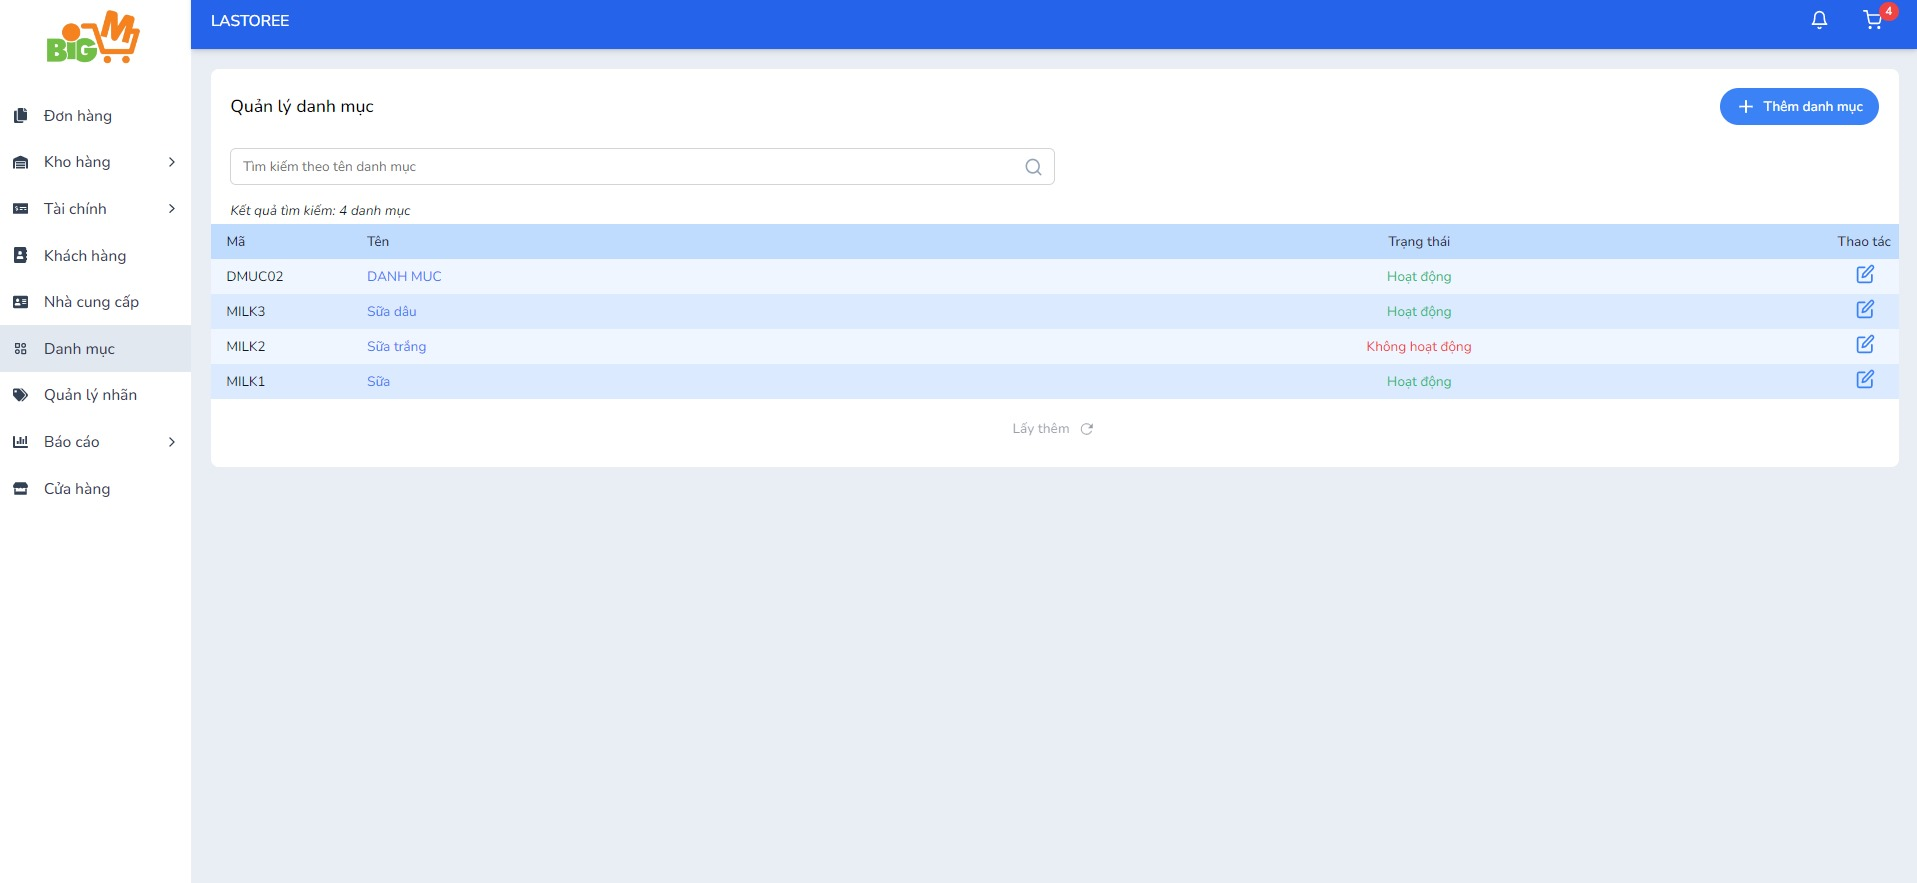 BIG M
LASTOREE
4
Đơn hàng
Kho hàng
Tài chính
Khách hàng
Nhà cung cấp
Danh mục
Quản lý nhãn
Báo cáo
Cửa hàng
Quản lý danh mục
Thêm danh mục
Tìm kiếm theo tên danh mục
Kết quả tìm kiếm: 4 danh mục
Mã Tên Trạng thái Thao tác
DMUC02 DANH MUC Hoạt động
MILK3 Sữa dâu Hoạt động
MILK2 Sữa trắng Không hoạt động
MILK1 Sữa Hoạt động
Lấy thêm